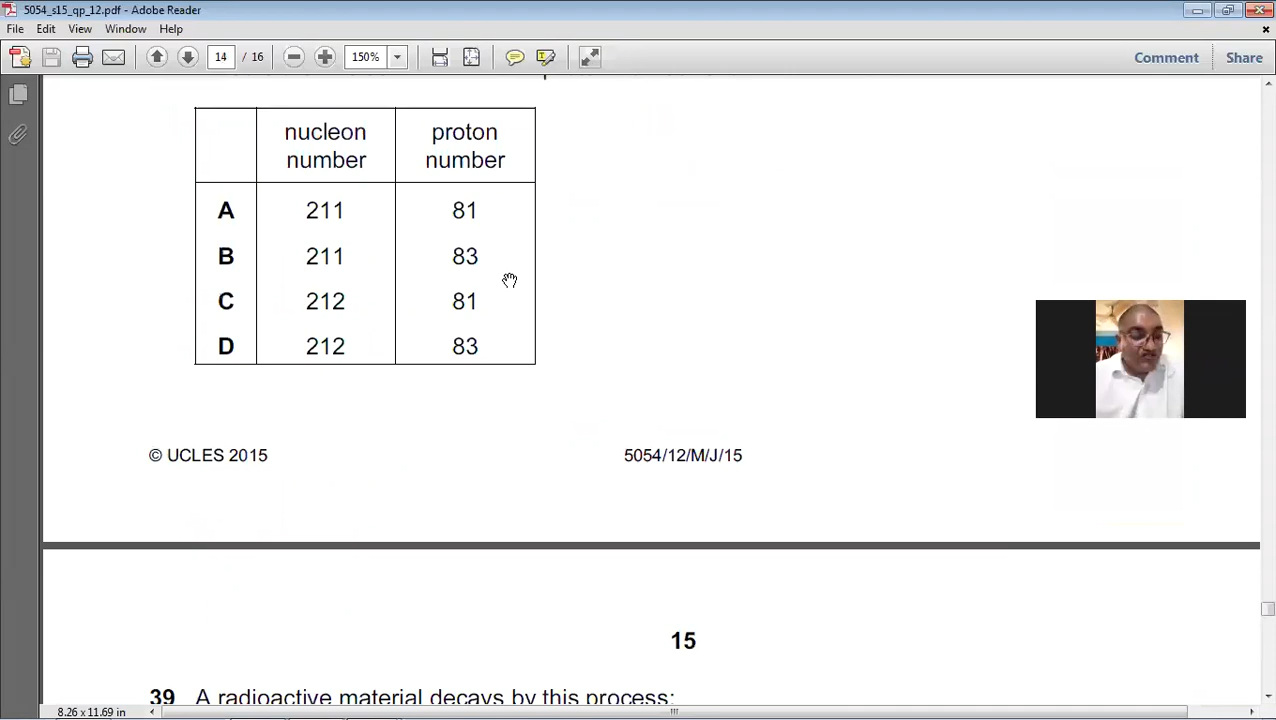 5054_s15_qp_12.pdf - Adobe Reader
File Edit View Window Help
14 / 16 150% Comment Share
nucleon number proton number
A 211 81
B 211 83
C 212 81
D 212 83
© UCLES 2015 5054/12/M/J/15
15
39 A radioactive material decays by this process:
8.26 x 11.69 in